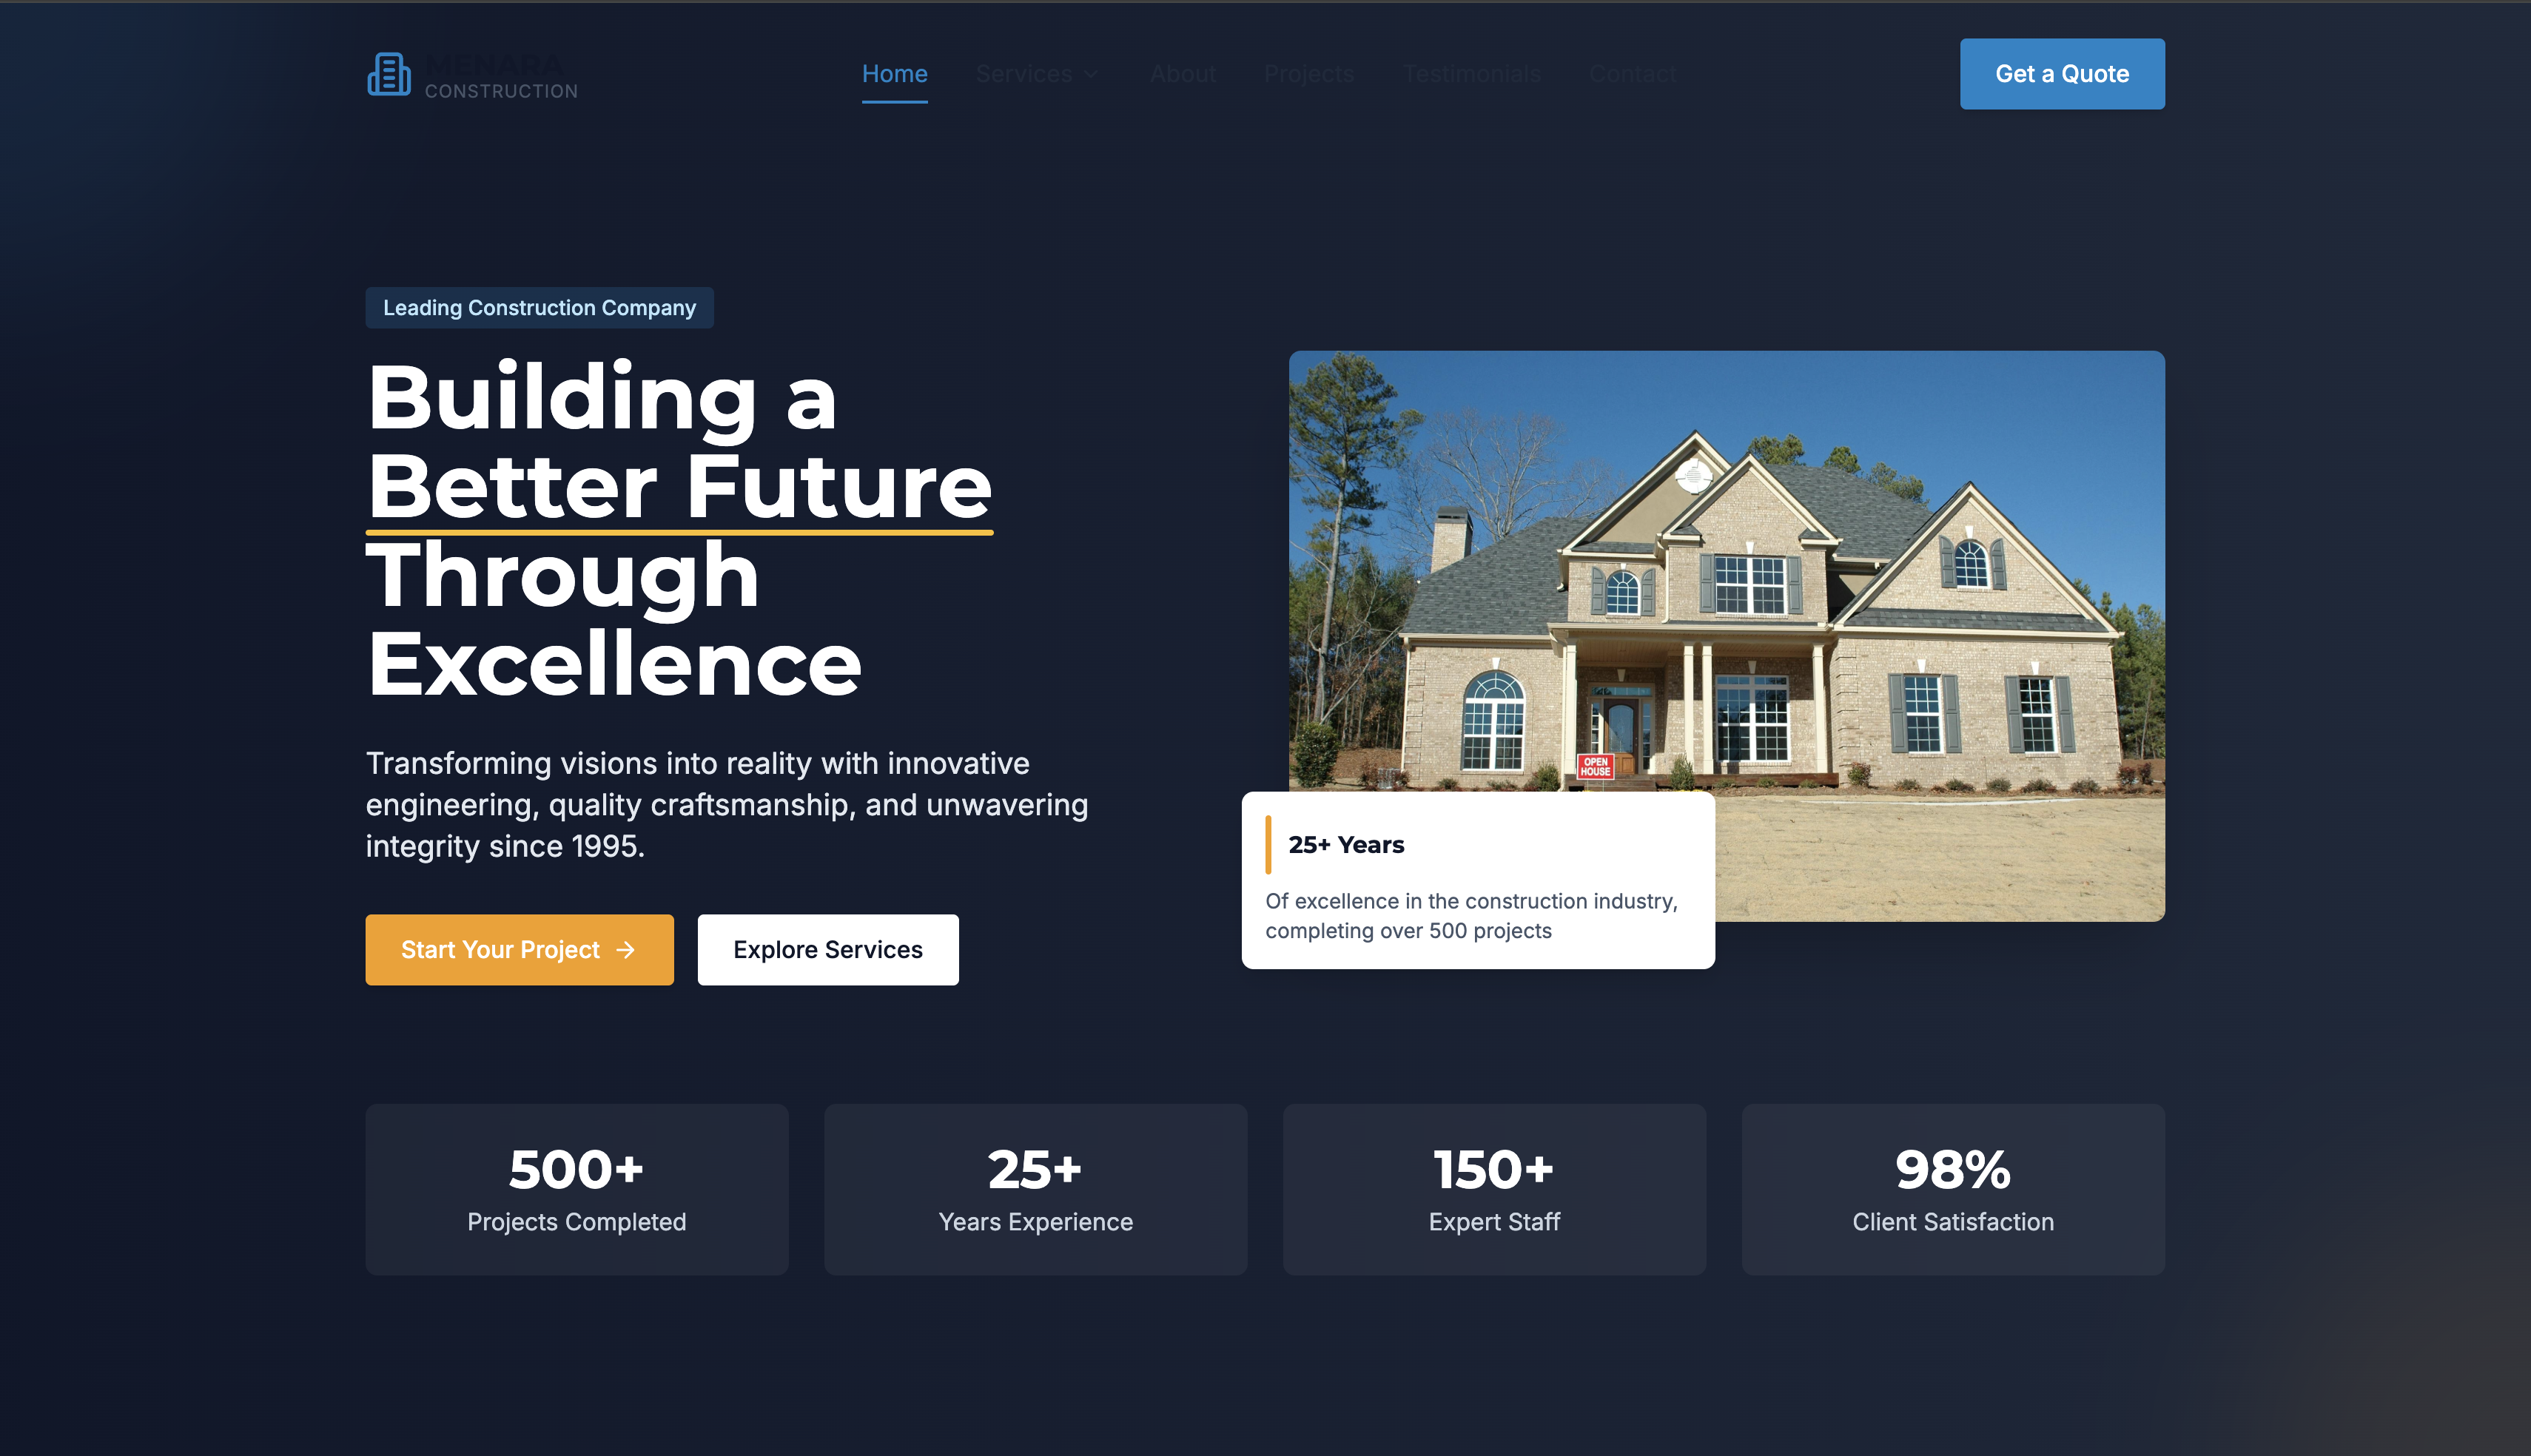 MENARA
CONSTRUCTION
Home
Services
About
Projects
Testimonials
Contact
Get a Quote
Leading Construction Company
Building a
Better Future
Through
Excellence
Transforming visions into reality with innovative
engineering, quality craftsmanship, and unwavering
integrity since 1995.
Start Your Project →
Explore Services
OPEN
HOUSE
25+ Years
Of excellence in the construction industry,
completing over 500 projects
500+
Projects Completed
25+
Years Experience
150+
Expert Staff
98%
Client Satisfaction